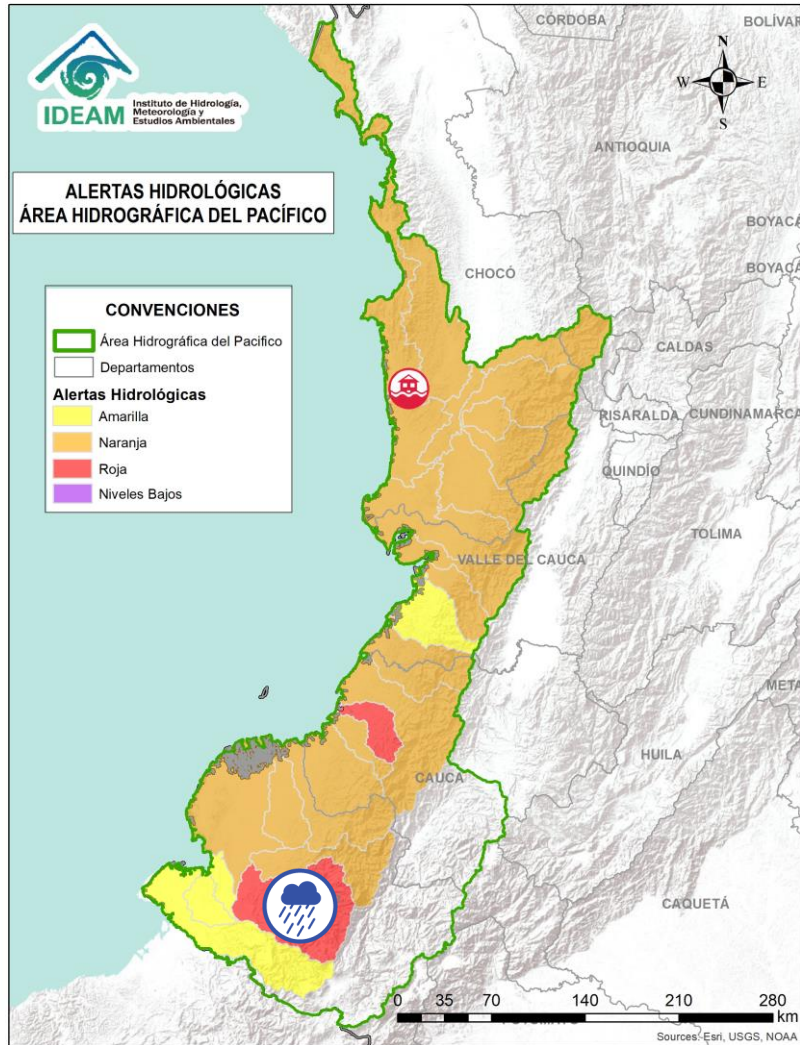 CÓRDOBA
BOLÍVAR
IDEAM
Instituto de Hidrología,
Meteorología y
Estudios Ambientales
N
W E
S
ANTIOQUIA
ALERTAS HIDROLÓGICAS
ÁREA HIDROGRÁFICA DEL PACÍFICO
BOYACÁ
CHOCÓ
BOYACÁ
CONVENCIONES
Área Hidrográfica del Pacifico
Departamentos
Alertas Hidrológicas
Amarilla
Naranja
Roja
Niveles Bajos
CALDAS
RISARALDA
CUNDINAMARCA
QUINDÍO
TOLIMA
VALLE DEL CAUCA
META
HUILA
CAUCA
CAQUETÁ
0 35 70 140 210 280
km
Sources: Esri, USGS, NOAA